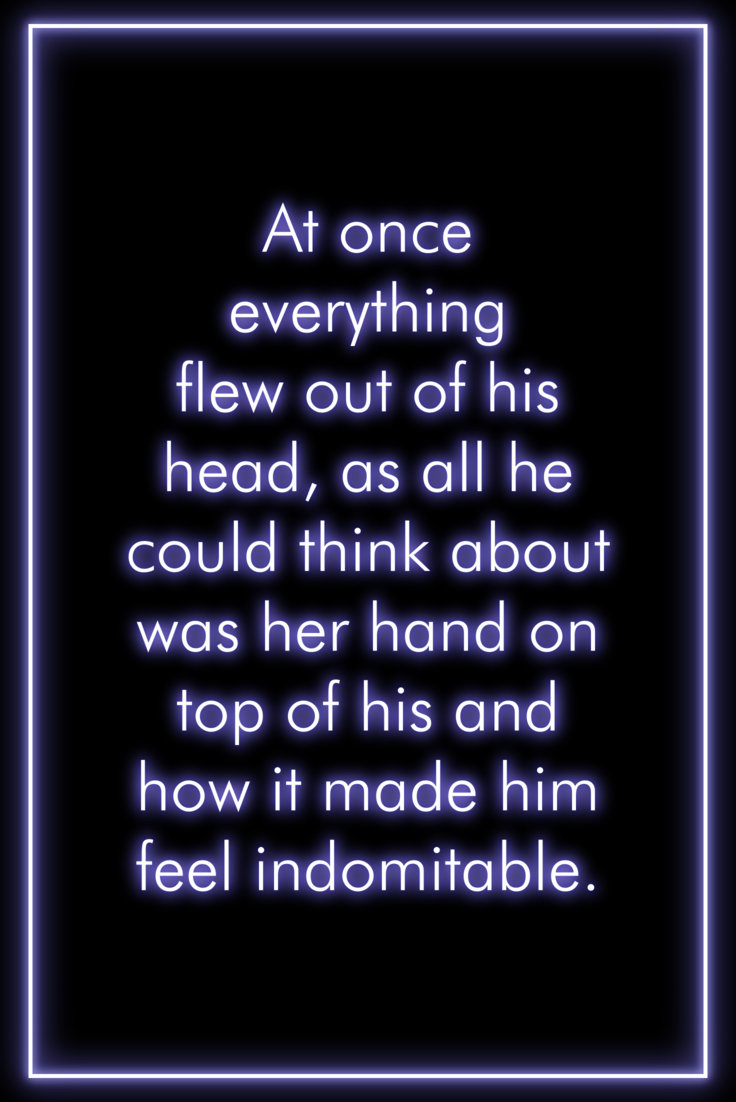 At once
everything
flew out of his
head, as all he
could think about
was her hand on
top of his and
how it made him
feel indomitable.